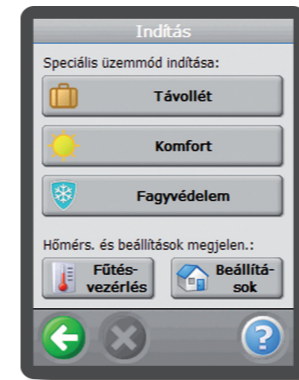 Indítás
Speciális üzemmód indítása:
Távollét
Komfort
Fagyvédelem
Hőmérs. és beállítások megjelen.:
Fűtés-
vezérlés
Beállítá-
sok
?